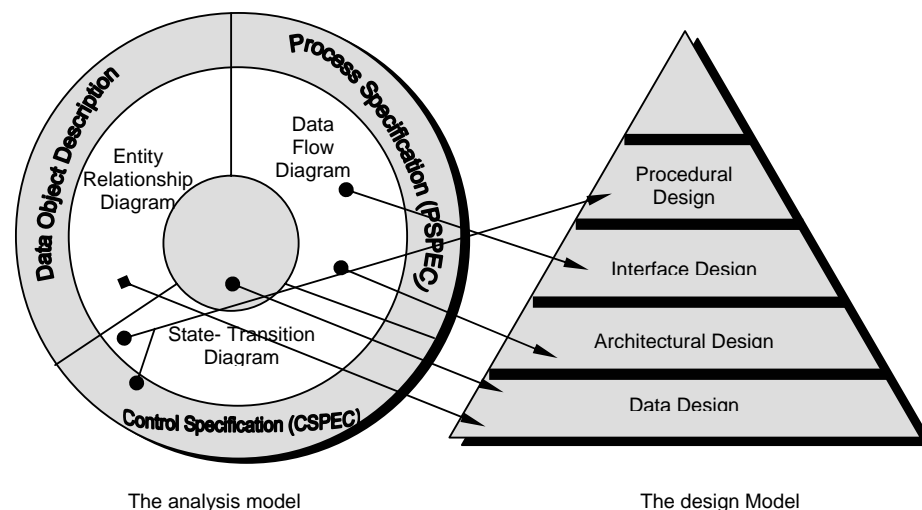 Data Object Description
Process Specification (PSPEC)
Control Specification (CSPEC)
Entity
Relationship
Diagram
Data
Flow
Diagram
State- Transition
Diagram
Procedural
Design
Interface Design
Architectural Design
Data Design
The analysis model
The design Model